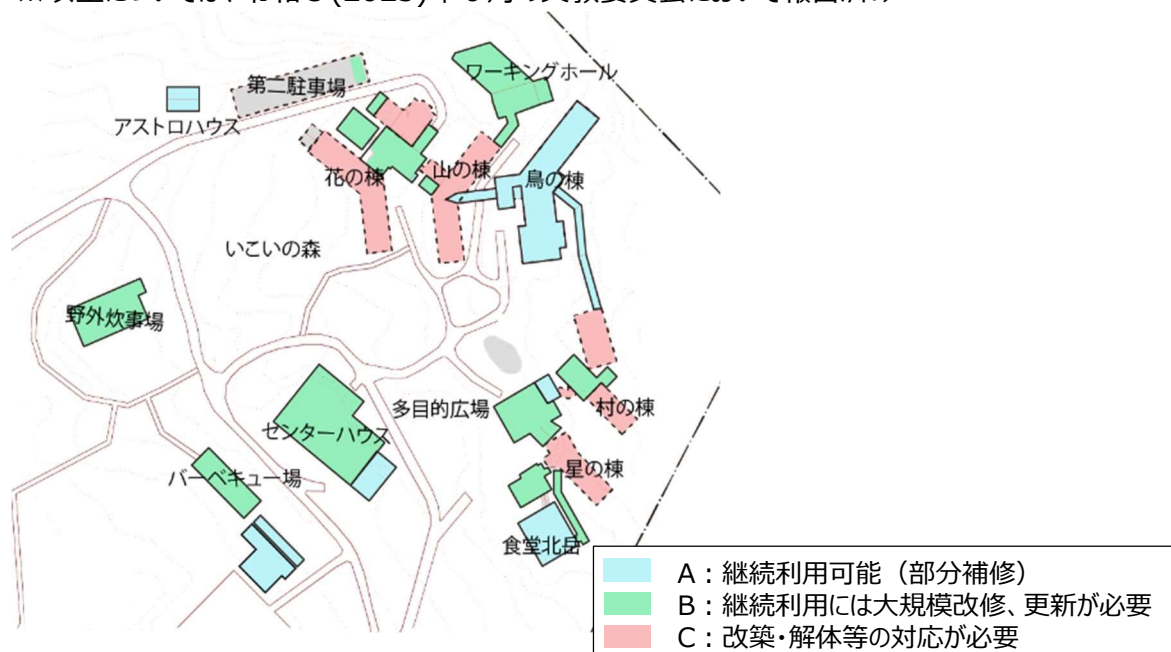 第二駐車場
ワーキングホール
アストロハウス
花の棟
山の棟
鳥の棟
いこいの森
野外炊事場
多目的広場
村の棟
センターハウス
バーベキュー場
星の棟
食堂北岳
A:継続利用可能(部分補修)
B:継続利用には大規模改修、更新が必要
C:改築・解体等の対応が必要